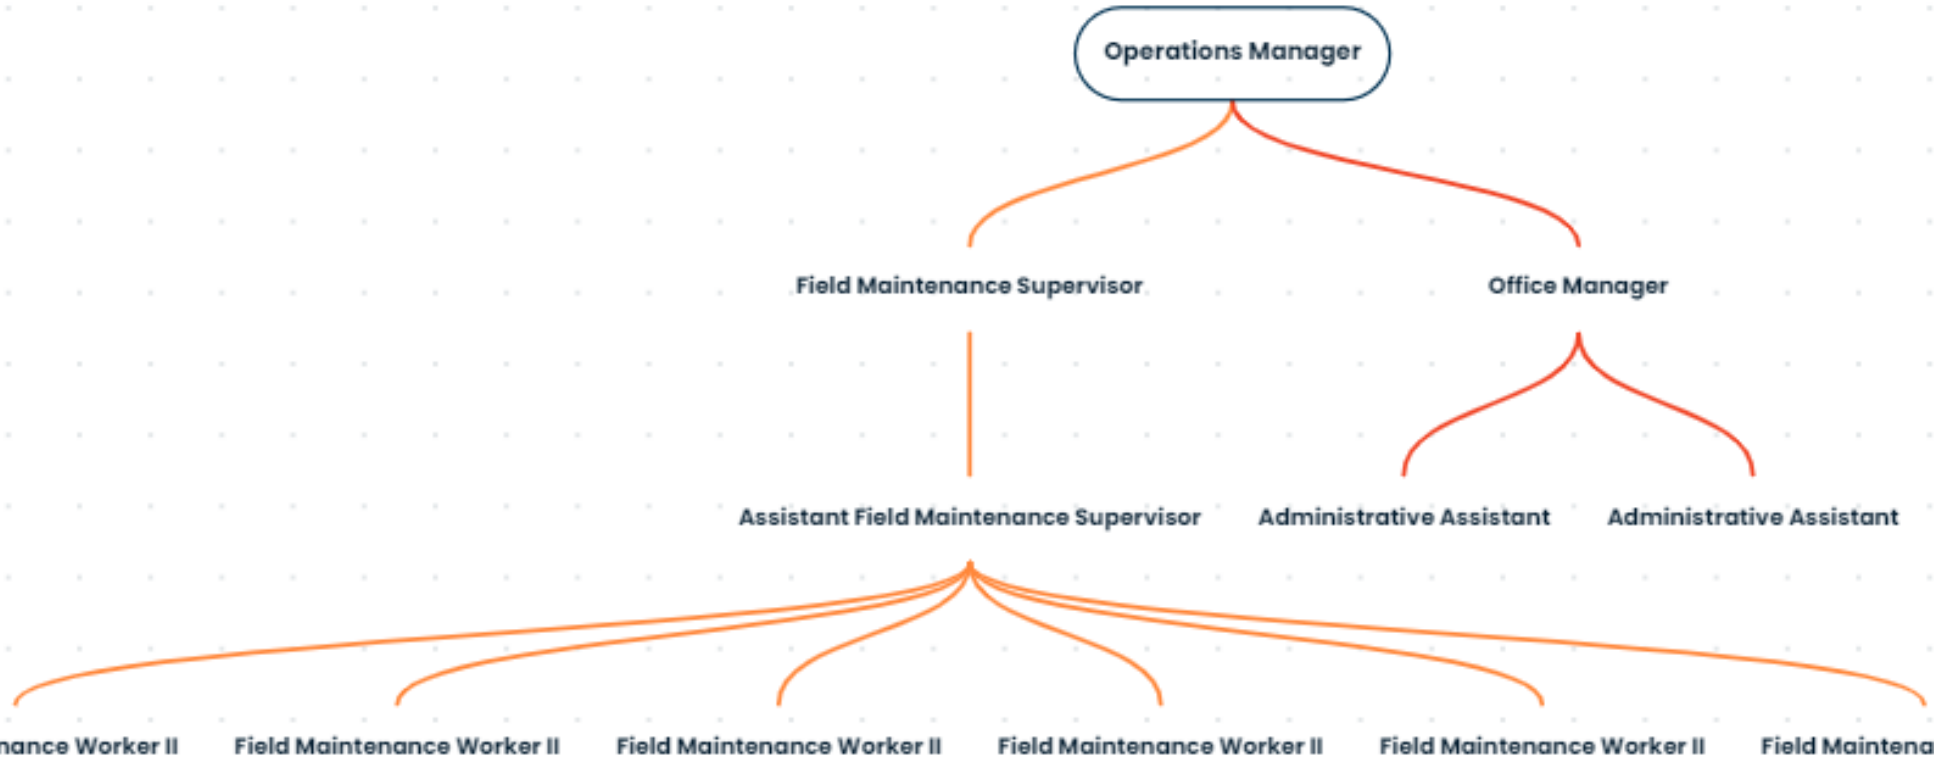 Operations Manager
Field Maintenance Supervisor
Office Manager
Assistant Field Maintenance Supervisor
Administrative Assistant
Administrative Assistant
nance Worker II
Field Maintenance Worker II
Field Maintenance Worker II
Field Maintenance Worker II
Field Maintenance Worker II
Field Maintena